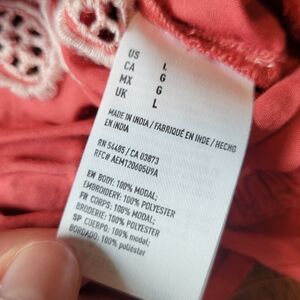 US L
CA G
MX G
UK L
MADE IN INDIA / FABRIQUÉ EN INDE / HECHO
EN INDIA
RN 54485 / CA 03873
RFC# AEM120605UYA
EM BODY: 100% MODAL;
EMBROIDERY: 100% POLYESTER
FR CORPS: 100% MODAL;
BRODERIE: 100% POLYESTER
SP CUERPO: 100% modal;
BORDADO: 100% poliéster